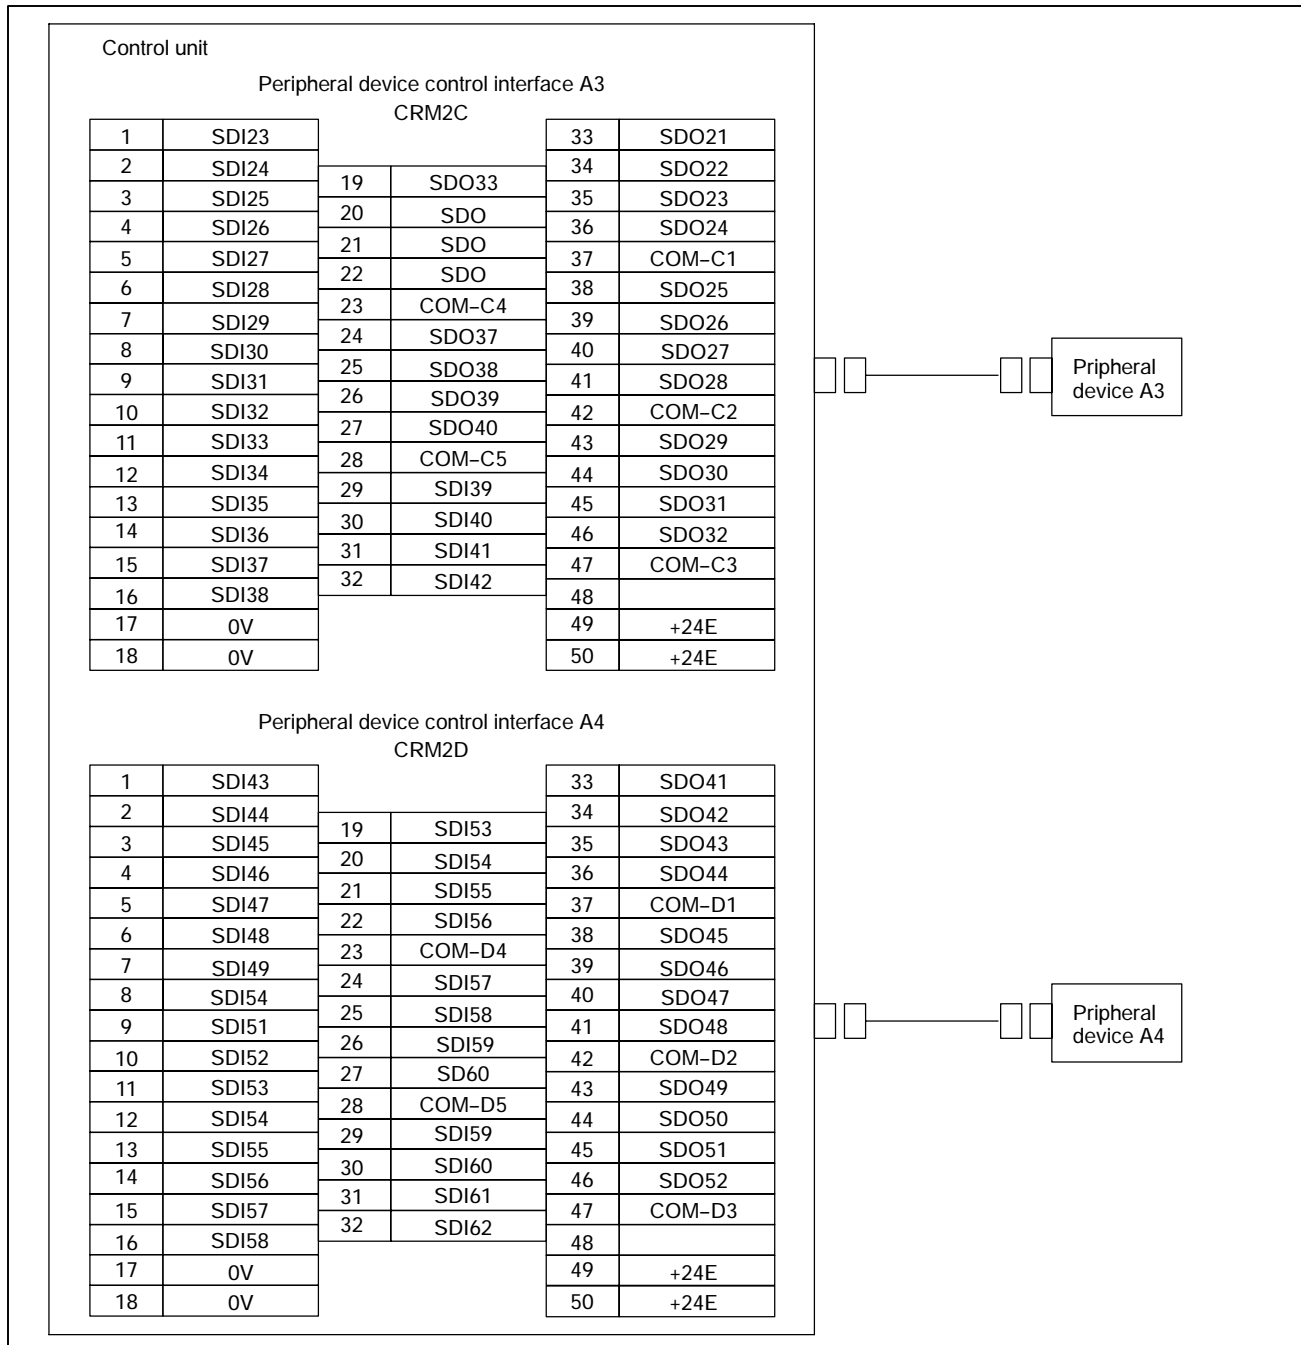 Control unit
Peripheral device control interface A3
CRM2C
1 SDI23
2 SDI24
3 SDI25
4 SDI26
5 SDI27
6 SDI28
7 SDI29
8 SDI30
9 SDI31
10 SDI32
11 SDI33
12 SDI34
13 SDI35
14 SDI36
15 SDI37
16 SDI38
17 0V
18 0V
19 SDO33
20 SDO
21 SDO
22 SDO
23 COM–C4
24 SDO37
25 SDO38
26 SDO39
27 SDO40
28 COM–C5
29 SDI39
30 SDI40
31 SDI41
32 SDI42
33 SDO21
34 SDO22
35 SDO23
36 SDO24
37 COM–C1
38 SDO25
39 SDO26
40 SDO27
41 SDO28
42 COM–C2
43 SDO29
44 SDO30
45 SDO31
46 SDO32
47 COM–C3
48
49 +24E
50 +24E
Pripheral
device A3
Peripheral device control interface A4
CRM2D
1 SDI43
2 SDI44
3 SDI45
4 SDI46
5 SDI47
6 SDI48
7 SDI49
8 SDI54
9 SDI51
10 SDI52
11 SDI53
12 SDI54
13 SDI55
14 SDI56
15 SDI57
16 SDI58
17 0V
18 0V
19 SDI53
20 SDI54
21 SDI55
22 SDI56
23 COM–D4
24 SDI57
25 SDI58
26 SDI59
27 SD60
28 COM–D5
29 SDI59
30 SDI60
31 SDI61
32 SDI62
33 SDO41
34 SDO42
35 SDO43
36 SDO44
37 COM–D1
38 SDO45
39 SDO46
40 SDO47
41 SDO48
42 COM–D2
43 SDO49
44 SDO50
45 SDO51
46 SDO52
47 COM–D3
48
49 +24E
50 +24E
Pripheral
device A4